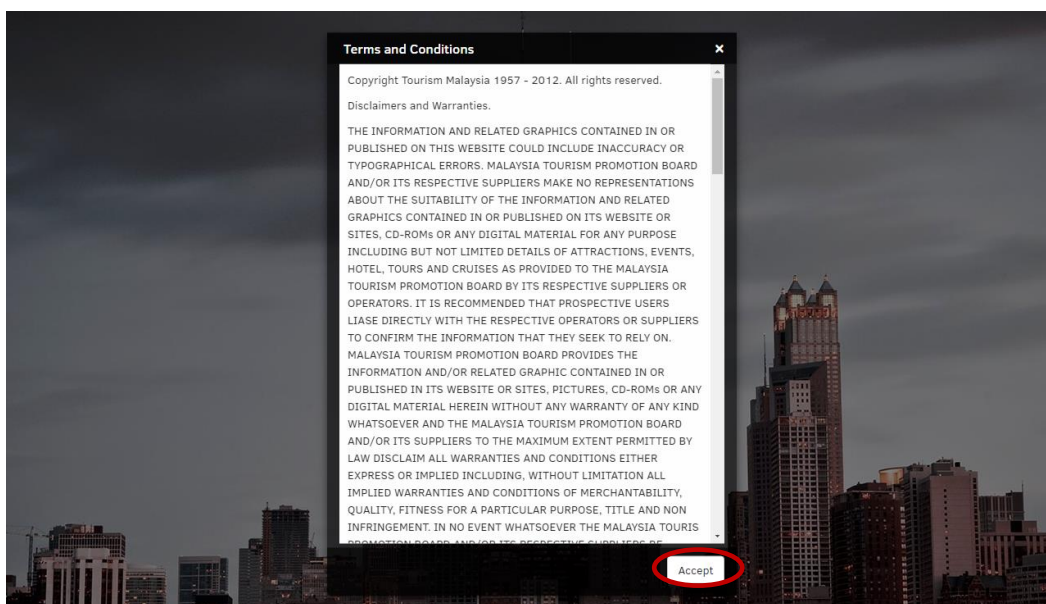 Terms and Conditions ×
Copyright Tourism Malaysia 1957 - 2012. All rights reserved.
Disclaimers and Warranties.
THE INFORMATION AND RELATED GRAPHICS CONTAINED IN OR
PUBLISHED ON THIS WEBSITE COULD INCLUDE INACCURACY OR
TYPOGRAPHICAL ERRORS. MALAYSIA TOURISM PROMOTION BOARD
AND/OR ITS RESPECTIVE SUPPLIERS MAKE NO REPRESENTATIONS
ABOUT THE SUITABILITY OF THE INFORMATION AND RELATED
GRAPHICS CONTAINED IN OR PUBLISHED ON ITS WEBSITE OR
SITES, CD-ROMs OR ANY DIGITAL MATERIAL FOR ANY PURPOSE
INCLUDING BUT NOT LIMITED DETAILS OF ATTRACTIONS, EVENTS,
HOTEL, TOURS AND CRUISES AS PROVIDED TO THE MALAYSIA
TOURISM PROMOTION BOARD BY ITS RESPECTIVE SUPPLIERS OR
OPERATORS. IT IS RECOMMENDED THAT PROSPECTIVE USERS
LIASE DIRECTLY WITH THE RESPECTIVE OPERATORS OR SUPPLIERS
TO CONFIRM THE INFORMATION THAT THEY SEEK TO RELY ON.
MALAYSIA TOURISM PROMOTION BOARD PROVIDES THE
INFORMATION AND/OR RELATED GRAPHIC CONTAINED IN OR
PUBLISHED IN ITS WEBSITE OR SITES, PICTURES, CD-ROMs OR ANY
DIGITAL MATERIAL HEREIN WITHOUT ANY WARRANTY OF ANY KIND
WHATSOEVER AND THE MALAYSIA TOURISM PROMOTION BOARD
AND/OR ITS SUPPLIERS TO THE MAXIMUM EXTENT PERMITTED BY
LAW DISCLAIM ALL WARRANTIES AND CONDITIONS EITHER
EXPRESS OR IMPLIED INCLUDING, WITHOUT LIMITATION ALL
IMPLIED WARRANTIES AND CONDITIONS OF MERCHANTABILITY,
QUALITY, FITNESS FOR A PARTICULAR PURPOSE, TITLE AND NON
INFRINGEMENT. IN NO EVENT WHATSOEVER THE MALAYSIA TOURIS
PROMOTION BOARD AND/OR ITS RESPECTIVE SUPPLIERS BE
Accept